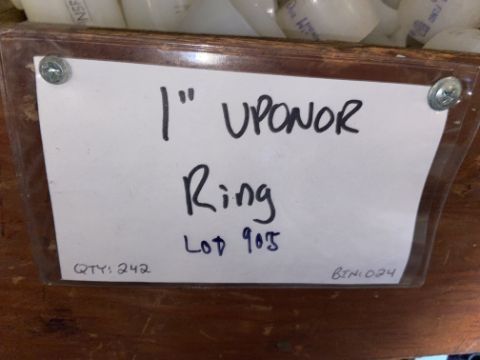 1" UPONOR
Ring
LOT 905
QTY: 242
BIN: 024